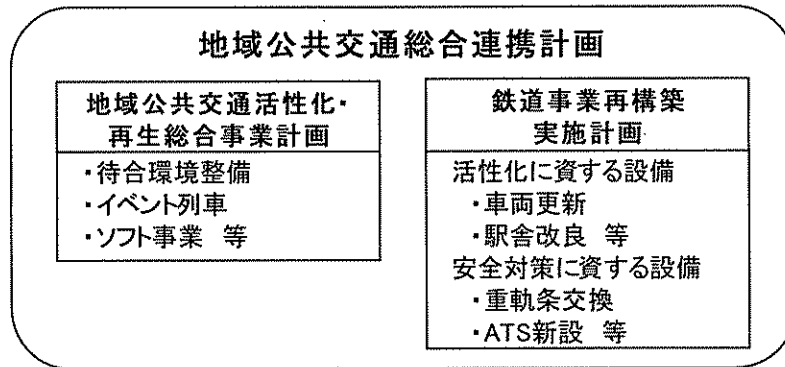 地域公共交通総合連携計画
地域公共交通活性化・
再生総合事業計画
・待合環境整備
・イベント列車
・ソフト事業 等
鉄道事業再構築
実施計画
活性化に資する設備
・車両更新
・駅舎改良 等
安全対策に資する設備
・重軌条交換
・ATS新設 等